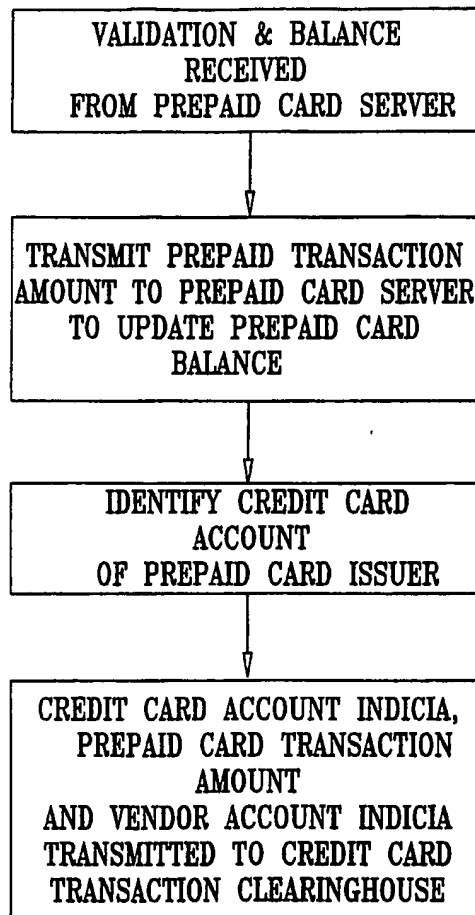 VALIDATION & BALANCE
RECEIVED
FROM PREPAID CARD SERVER
TRANSMIT PREPAID TRANSACTION
AMOUNT TO PREPAID CARD SERVER
TO UPDATE PREPAID CARD
BALANCE
IDENTIFY CREDIT CARD
ACCOUNT
OF PREPAID CARD ISSUER
CREDIT CARD ACCOUNT INDICIA,
PREPAID CARD TRANSACTION
AMOUNT
AND VENDOR ACCOUNT INDICIA
TRANSMITTED TO CREDIT CARD
TRANSACTION CLEARINGHOUSE